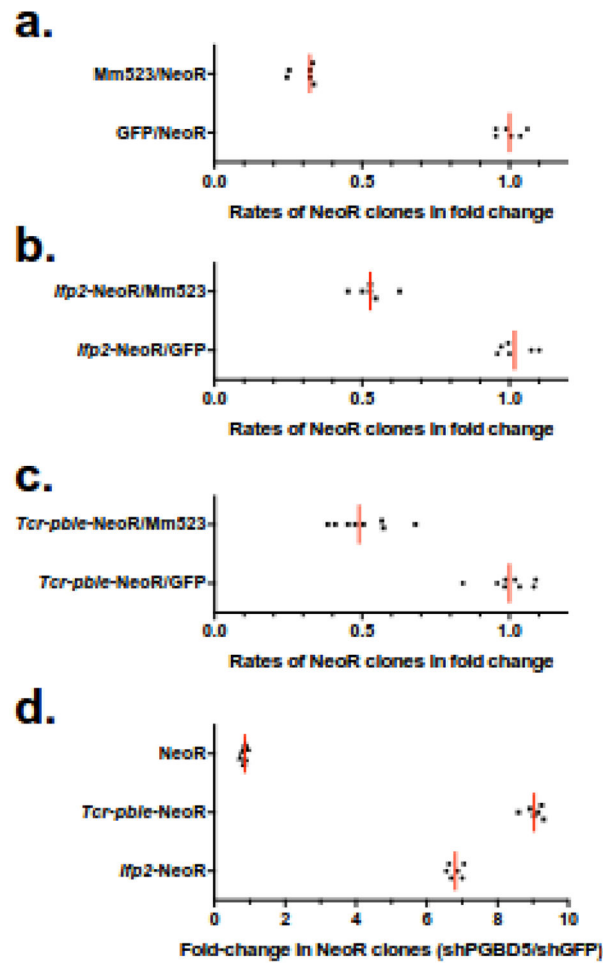 a.
Mm523/NeoR
GFP/NeoR
0.0 0.5 1.0
Rates of NeoR clones in fold change
b.
Ifp2-NeoR/Mm523
Ifp2-NeoR/GFP
0.0 0.5 1.0
Rates of NeoR clones in fold change
c.
Tcr-pble-NeoR/Mm523
Tcr-pble-NeoR/GFP
0.0 0.5 1.0
Rates of NeoR clones in fold change
d.
NeoR
Tcr-pble-NeoR
Ifp2-NeoR
0 2 4 6 8 10
Fold-change in NeoR clones (shPGBD5/shGFP)